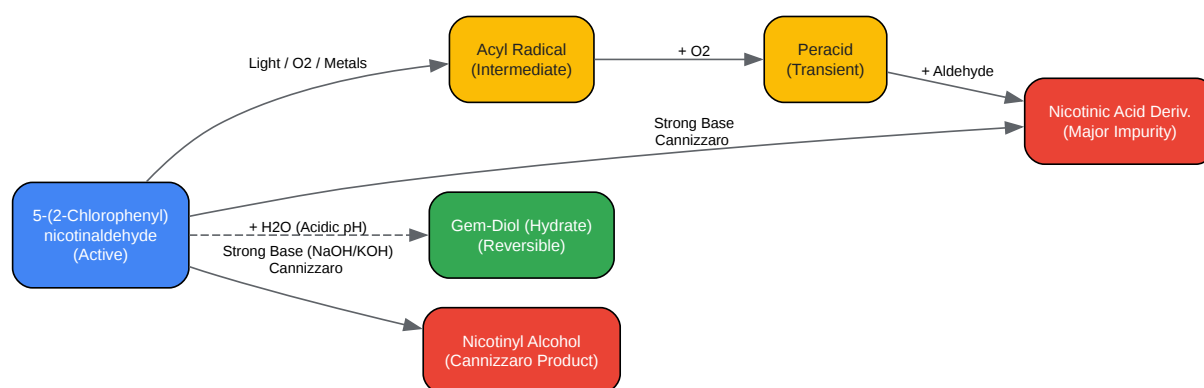 Acyl Radical
(Intermediate)
+ O2
Peracid
(Transient)
Light / O2 / Metals
+ Aldehyde
Nicotinic Acid Deriv.
(Major Impurity)
Strong Base
Cannizzaro
5-(2-Chlorophenyl)
nicotinaldehyde
(Active)
+ H2O (Acidic pH)
Gem-Diol (Hydrate)
(Reversible)
Strong Base (NaOH/KOH)
Cannizzaro
Nicotinyl Alcohol
(Cannizzaro Product)